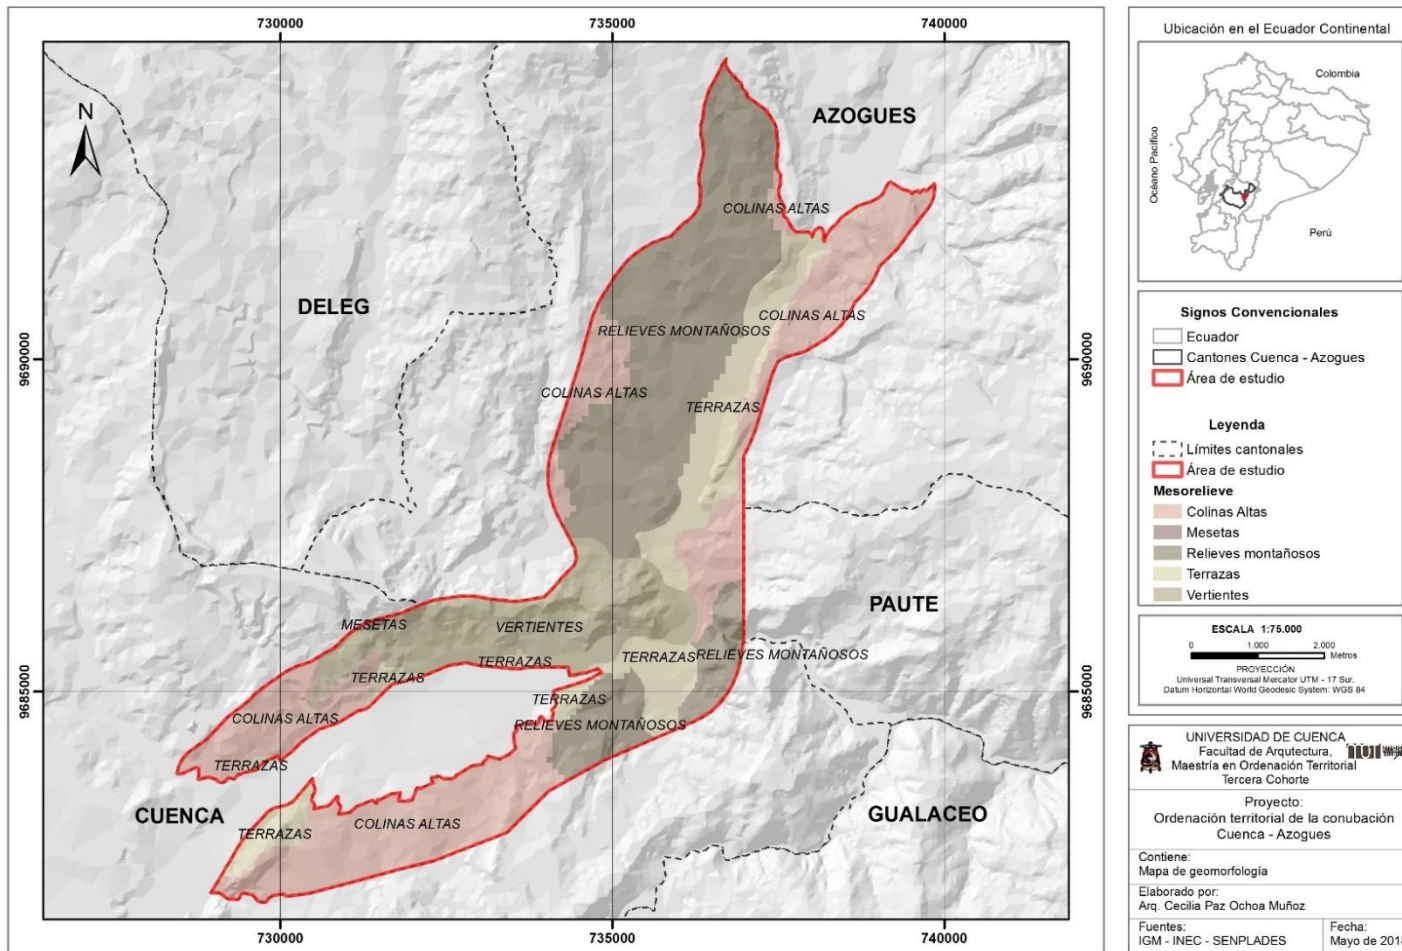 730000
735000
740000
N
AZOGUES
COLINAS ALTAS
DELEG
RELIEVES MONTAÑOSOS
COLINAS ALTAS
9690000
9690000
COLINAS ALTAS
TERRAZAS
PAUTE
MESETAS
VERTIENTES
TERRAZAS
TERRAZAS
RELIEVES MONTAÑOSOS
TERRAZAS
TERRAZAS
9685000
9685000
COLINAS ALTAS
RELIEVES MONTAÑOSOS
TERRAZAS
CUENCA
TERRAZAS
COLINAS ALTAS
GUALACEO
730000
735000
740000
Ubicación en el Ecuador Continental
Colombia
Océano Pacífico
Perú
Signos Convencionales
Ecuador
Cantones Cuenca - Azogues
Área de estudio
Leyenda
Límites cantonales
Área de estudio
Mesorelieve
Colinas Altas
Mesetas
Relieves montañosos
Terrazas
Vertientes
ESCALA 1:75.000
0 1.000 2.000
Metros
PROYECCIÓN
Universal Transversal Mercator UTM - 17 Sur.
Datum Horizontal World Geodesic System: WGS 84
UNIVERSIDAD DE CUENCA
Facultad de Arqutectura,
Maestría en Ordenación Territorial
Tercera Cohorte
Proyecto:
Ordenación territorial de la conubación
Cuenca - Azogues
Contiene:
Mapa de geomorfología
Elaborado por:
Arq. Cecilia Paz Ochoa Muñoz
Fuentes:
IGM - INEC - SENPLADES
Fecha:
Mayo de